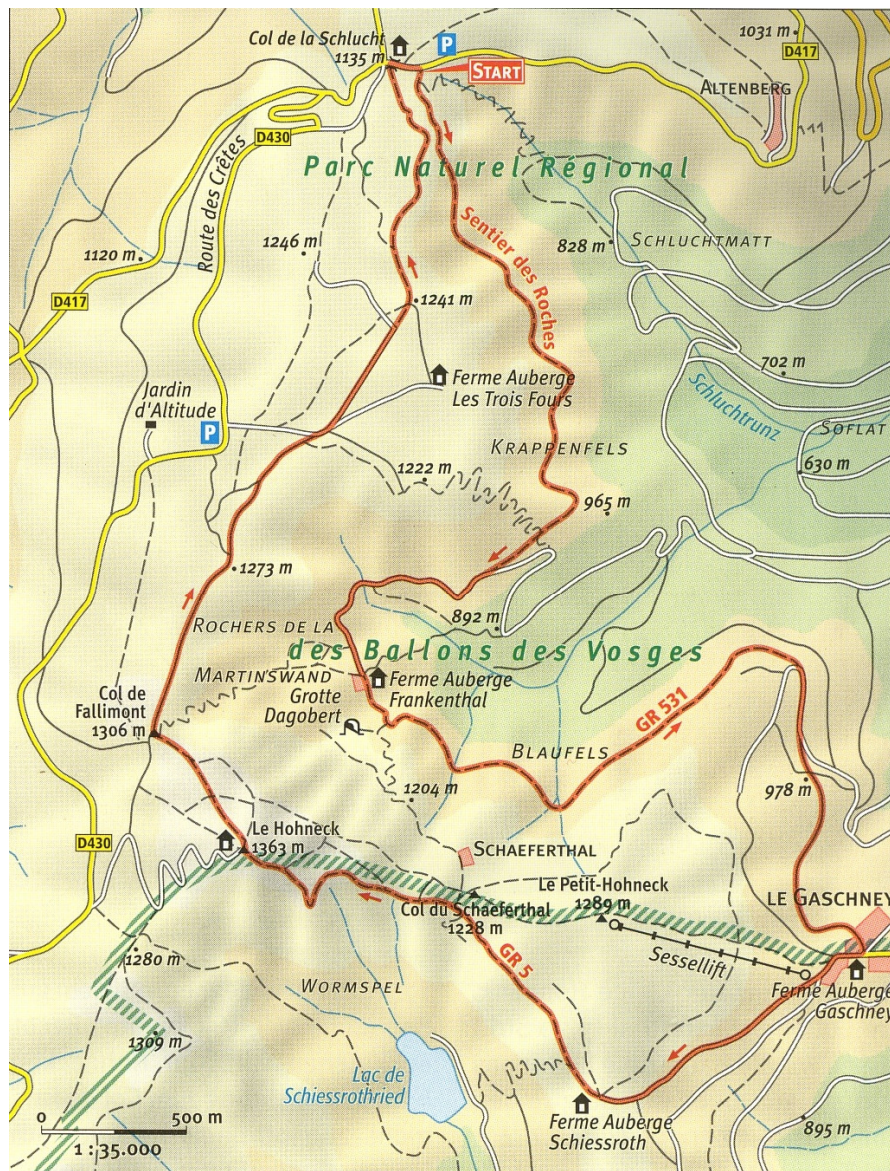 Col de la Schlucht
1135 m
P
START
1031 m
D417
ALTENBERG
D430
Route des Crêtes
Parc Naturel Régional
1246 m
1120 m
828 m
SCHLUCHTMATT
Sentier des Roches
D417
1241 m
702 m
Ferme Auberge
Les Trois Fours
Schluchtrunz
Jardin
d'Altitude
P
SOFLAT
KRAPPENFELS
630 m
1222 m
965 m
1273 m
892 m
ROCHERS DE LA
MARTINSWAND
des Ballons des Vosges
Ferme Auberge
Frankenthal
Grotte
Dagobert
Col de
Fallimont
1306 m
GR 531
BLAUFELS
1204 m
978 m
D430
Le Hohneck
1363 m
SCHAEFERTHAL
Le Petit-Hohneck
1289 m
LE GASCHNEY
Col du Schaeferthal
1228 m
GR 5
Sessellift
1280 m
WORMSPEL
Ferme Auberge
Gaschney
1309 m
Lac de
Schiessrothried
Ferme Auberge
Schiessroth
895 m
0 500 m
1 : 35.000